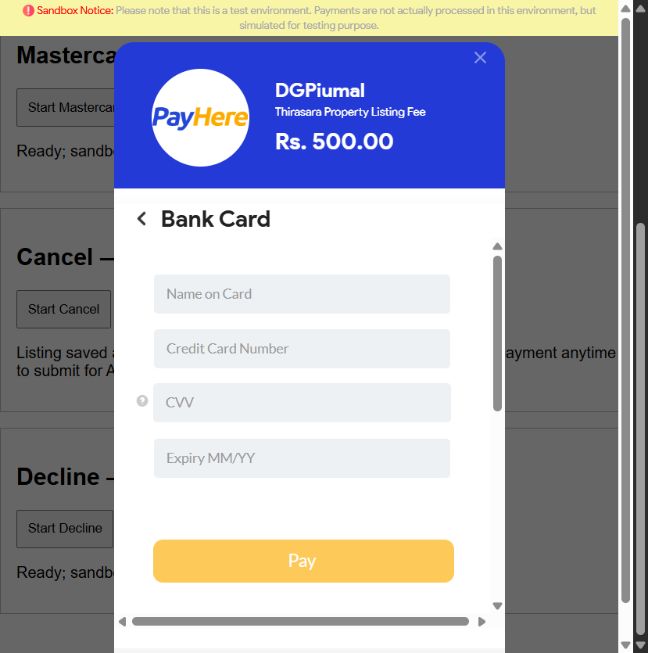 Sandbox Notice: Please note that this is a test environment. Payments are not actually processed in this environment, but
simulated for testing purpose.
Masterca
Start Masterca
Ready; sandb
PayHere
DGPiumal
Thirasara Property Listing Fee
Rs. 500.00
Bank Card
Name on Card
Credit Card Number
CVV
Expiry MM/YY
Pay
Cancel —
Start Cancel
Listing saved
ayment anytime
to submit for A
Decline
Start Decline
Ready; sandb